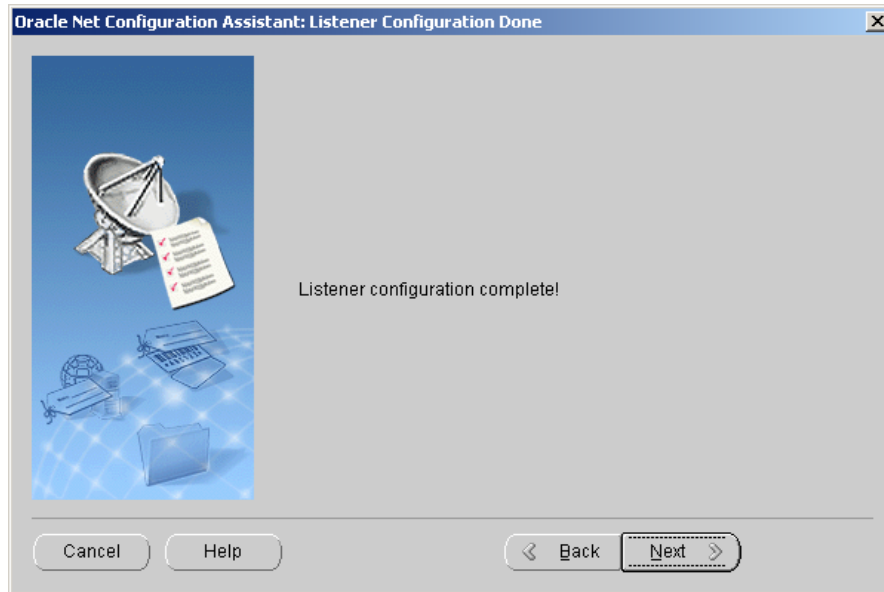 Oracle Net Configuration Assistant: Listener Configuration Done
Listener configuration complete!
Cancel
Help
Back
Next